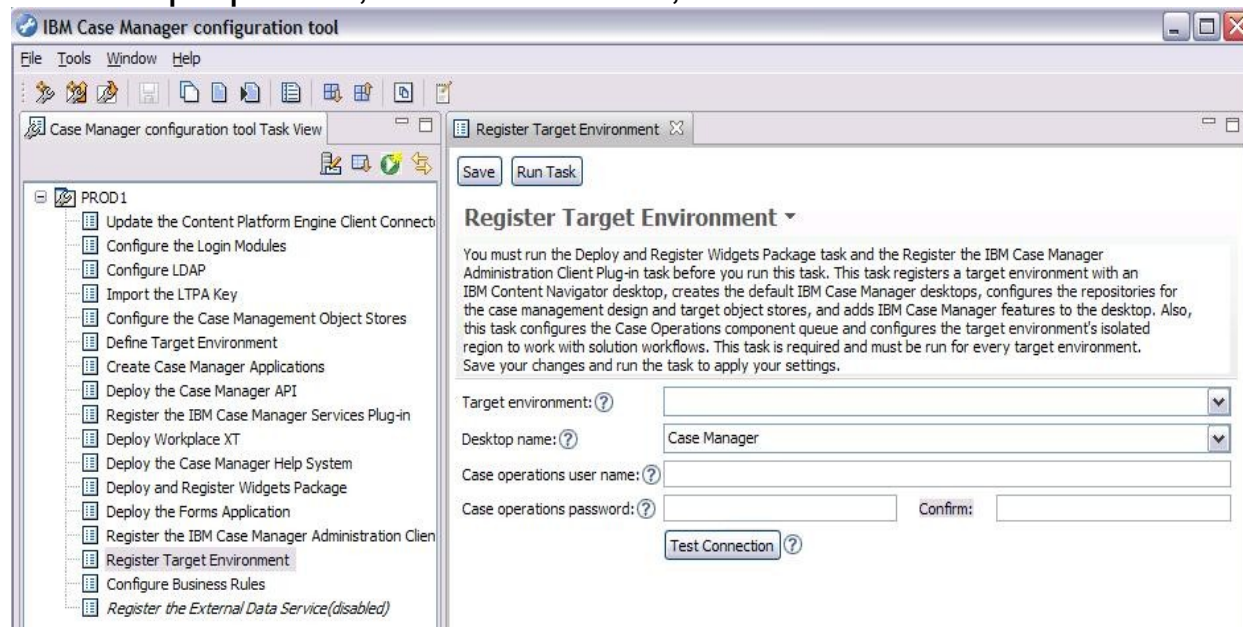 IBM Case Manager configuration tool
File Tools Window Help
Case Manager configuration tool Task View
PROD1
Update the Content Platform Engine Client Connect
Configure the Login Modules
Configure LDAP
Import the LTPA Key
Configure the Case Management Object Stores
Define Target Environment
Create Case Manager Applications
Deploy the Case Manager API
Register the IBM Case Manager Services Plug-in
Deploy Workplace XT
Deploy the Case Manager Help System
Deploy and Register Widgets Package
Deploy the Forms Application
Register the IBM Case Manager Administration Clien
Register Target Environment
Configure Business Rules
Register the External Data Service(disabled)
Register Target Environment
Save Run Task
Register Target Environment
You must run the Deploy and Register Widgets Package task and the Register the IBM Case Manager
Administration Client Plug-in task before you run this task. This task registers a target environment with an
IBM Content Navigator desktop, creates the default IBM Case Manager desktops, configures the repositories for
the case management design and target object stores, and adds IBM Case Manager features to the desktop. Also,
this task configures the Case Operations component queue and configures the target environment's isolated
region to work with solution workflows. This task is required and must be run for every target environment.
Save your changes and run the task to apply your settings.
Target environment: ?
Desktop name: ? Case Manager
Case operations user name: ?
Case operations password: ? Confirm:
Test Connection ?